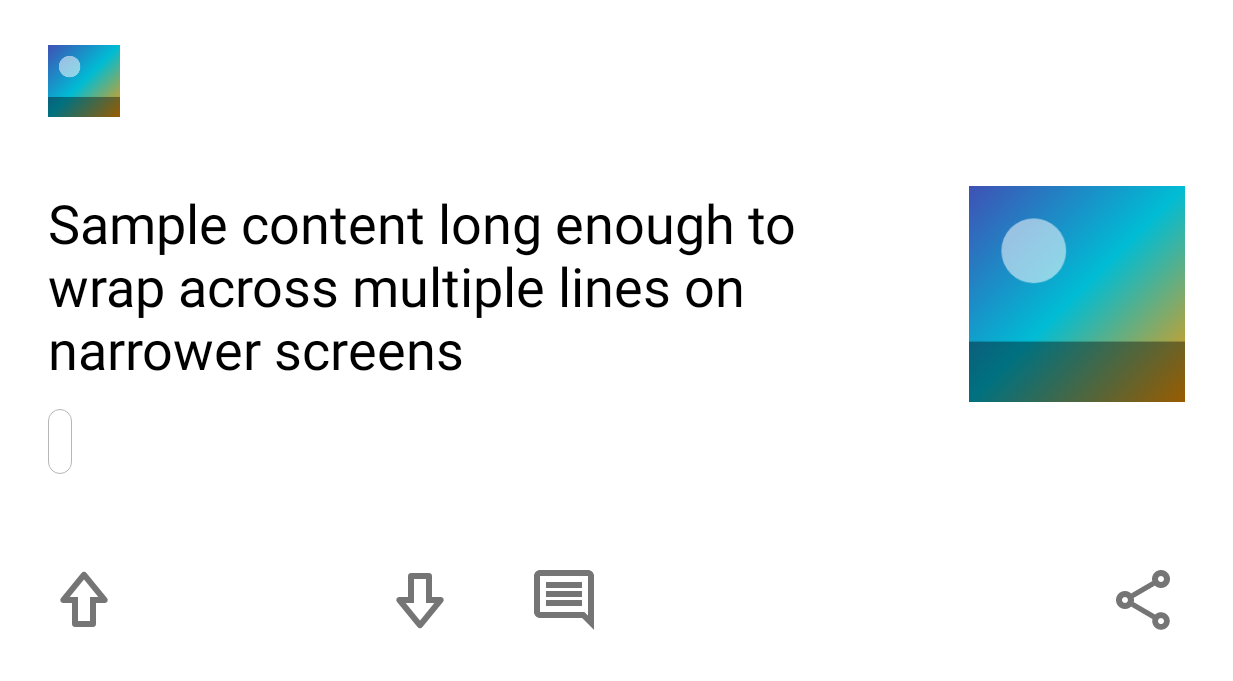 Sample content long enough to
wrap across multiple lines on
narrower screens